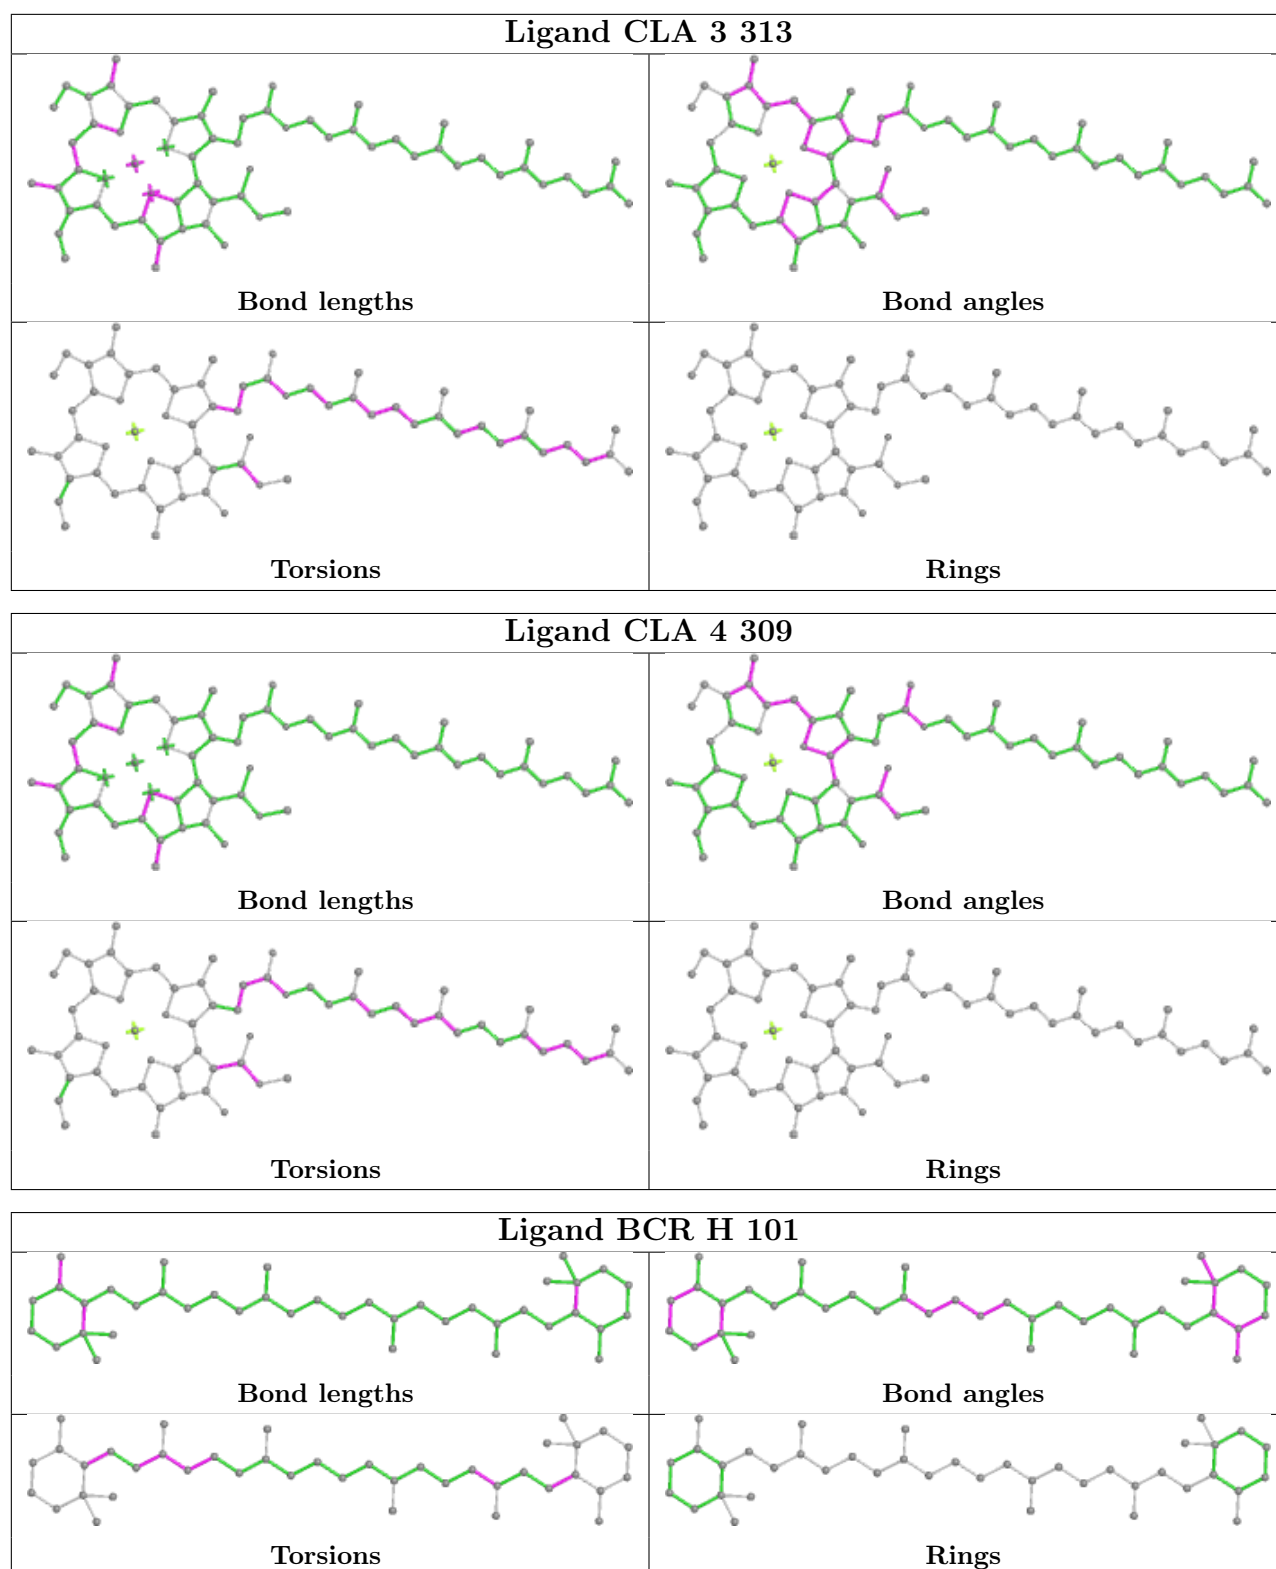 Ligand CLA 3 313
Bond lengths
Bond angles
Torsions
Rings
Ligand CLA 4 309
Bond lengths
Bond angles
Torsions
Rings
Ligand BCR H 101
Bond lengths
Bond angles
Torsions
Rings